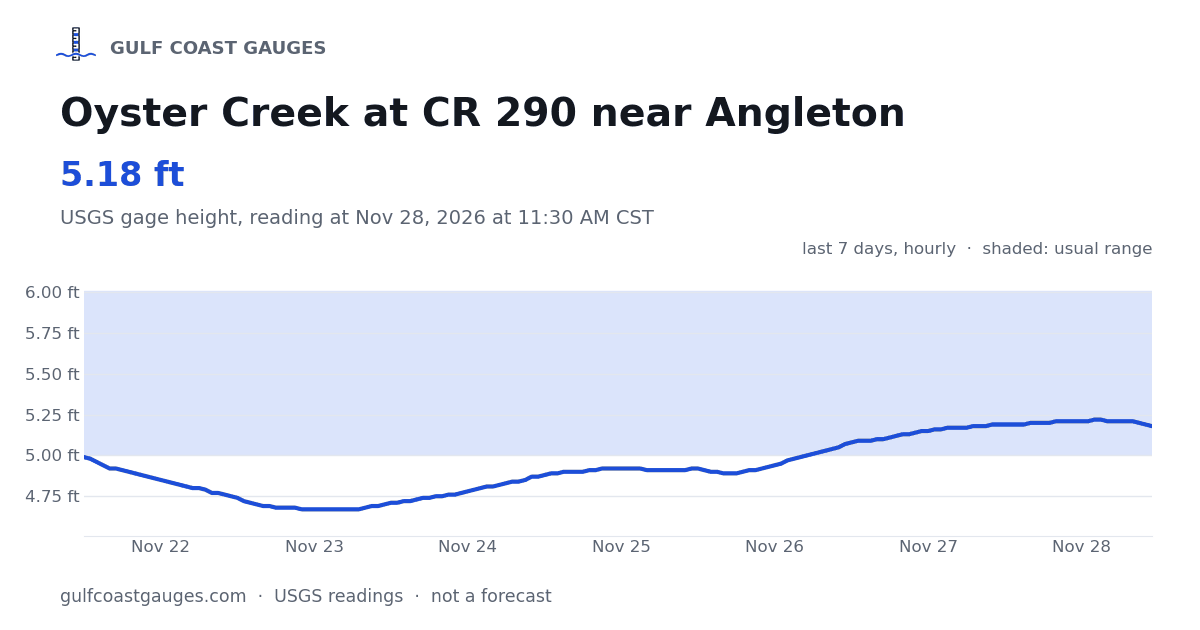 GULF COAST GAUGES
Oyster Creek at CR 290 near Angleton
5.18 ft
USGS gage height, reading at Nov 28, 2026 at 11:30 AM CST
last 7 days, hourly · shaded: usual range
6.00 ft
5.75 ft
5.50 ft
5.25 ft
5.00 ft
4.75 ft
Nov 22 Nov 23 Nov 24 Nov 25 Nov 26 Nov 27 Nov 28
gulfcoastgauges.com · USGS readings · not a forecast